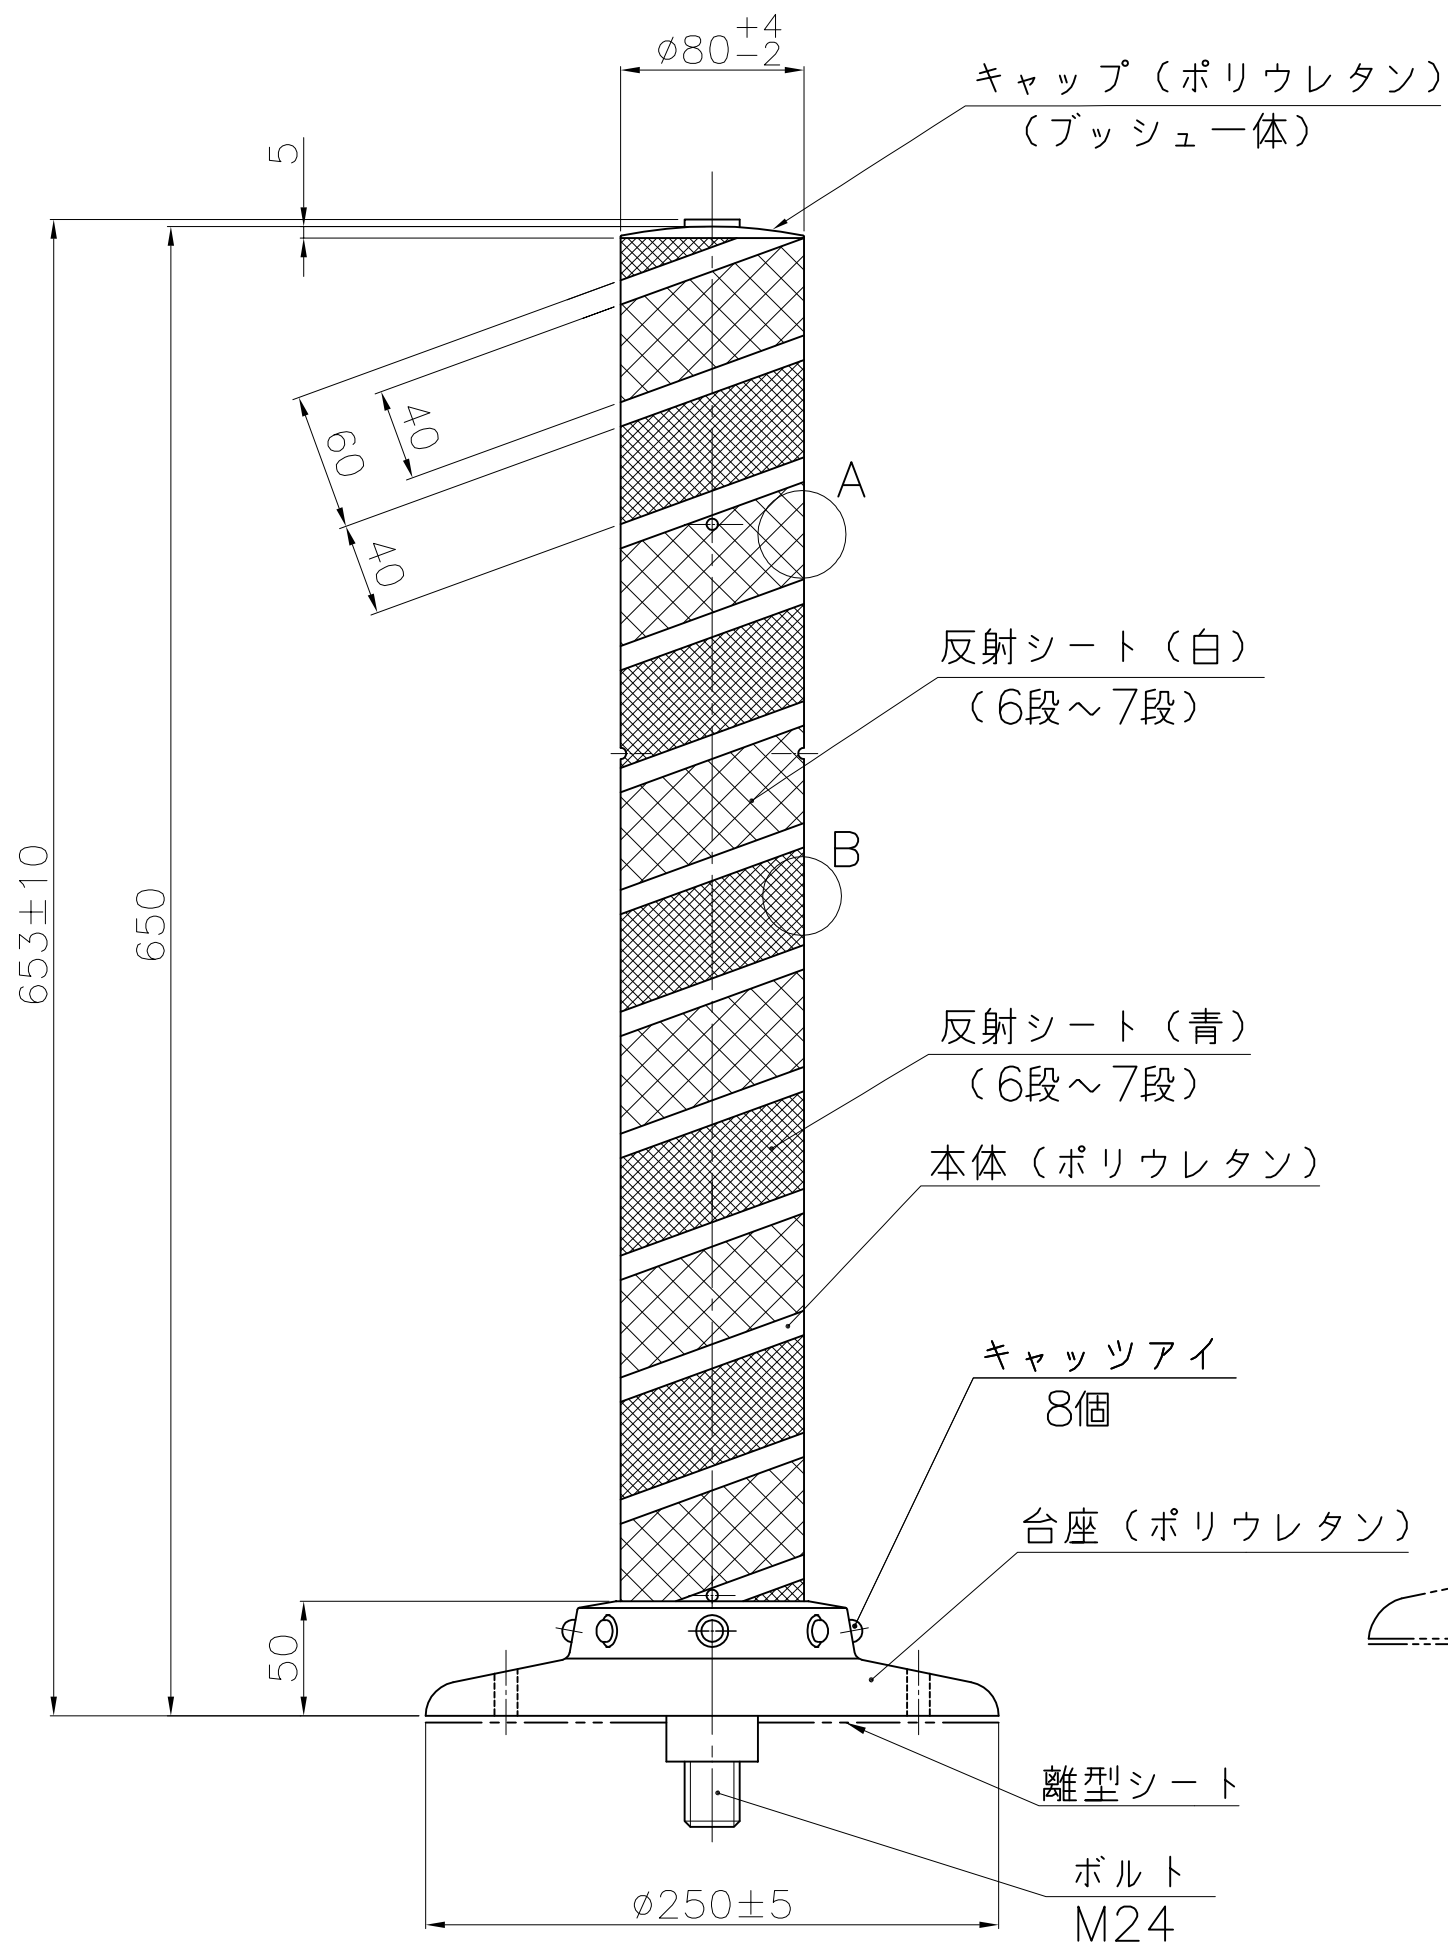 ø80+4−2
キャップ（ポリウレタン）
（ブッシュ一体）
5
40
60
40
A
反射シート（白）
（6段～7段）
B
653±10
650
反射シート（青）
（6段～7段）
本体（ポリウレタン）
キャッツアイ
8個
台座（ポリウレタン）
50
離型シート
ボルト
M24
ø250±5